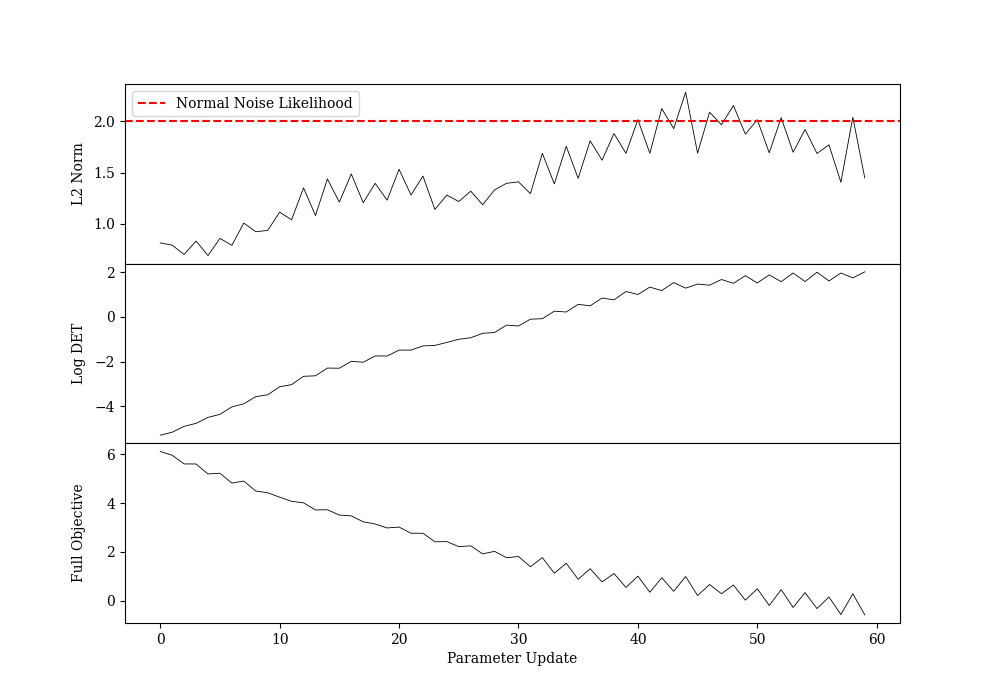 Normal Noise Likelihood
2.0
1.5
1.0
L2 Norm
2
0
−2
−4
Log DET
6
4
2
0
Full Objective
0 10 20 30 40 50 60
Parameter Update